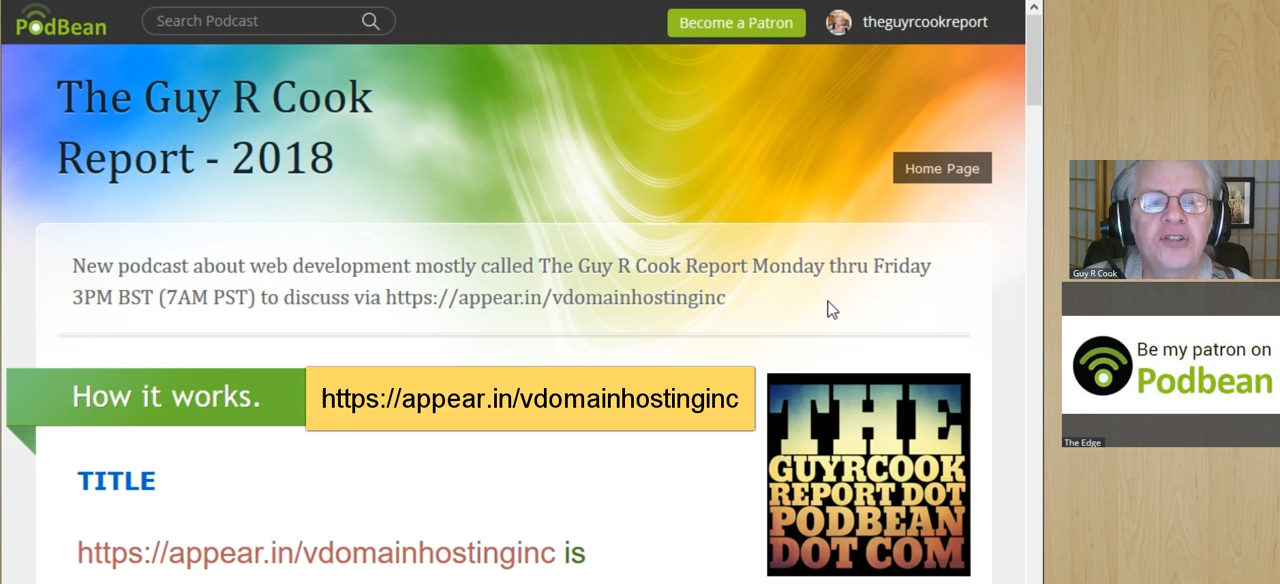 PodBean
Search Podcast
Become a Patron
theguyrcookreport
The Guy R Cook
Report - 2018
Home Page
New podcast about web development mostly called The Guy R Cook Report Monday thru Friday
3PM BST (7AM PST) to discuss via https://appear.in/vdomainhostinginc
How it works.
https://appear.in/vdomainhostinginc
TITLE
https://appear.in/vdomainhostinginc is
THE
GUYRCOOK
REPORT DOT
PODBEAN
DOT COM
Guy R Cook
Be my patron on
Podbean
The Edge